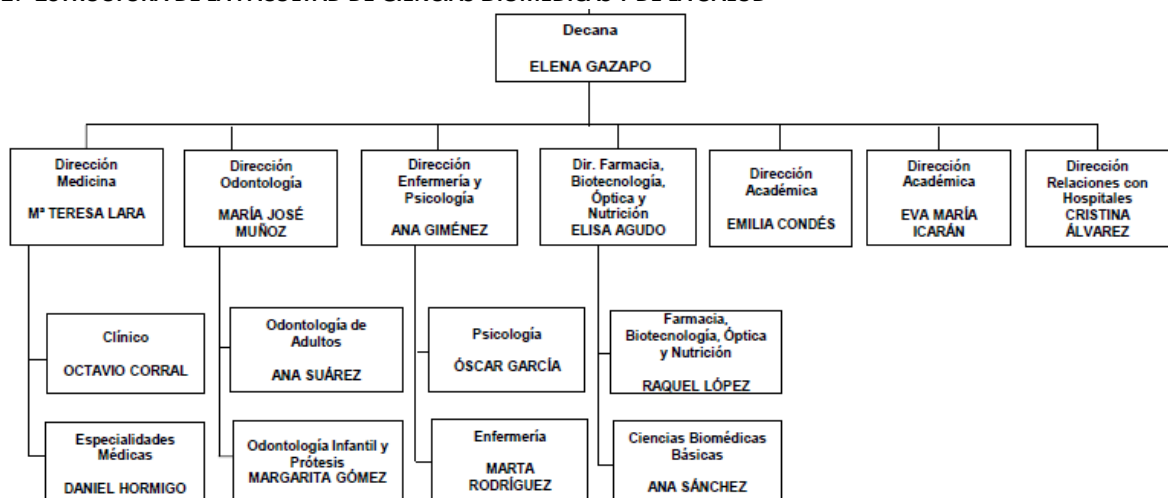 Decana
ELENA GAZAPO
Dirección
Medicina
Mª TERESA LARA
Dirección
Odontología
MARÍA JOSÉ
MUÑOZ
Dirección
Enfermería y
Psicología
ANA GIMÉNEZ
Dir. Farmacia,
Biotecnología,
Óptica y
Nutrición
ELISA AGUDO
Dirección
Académica
EMILIA CONDÉS
Dirección
Académica
EVA MARÍA
ICARÁN
Dirección
Relaciones con
Hospitales
CRISTINA
ÁLVAREZ
Clínico
OCTAVIO CORRAL
Odontología de
Adultos
ANA SUÁREZ
Psicología
ÓSCAR GARCÍA
Farmacia,
Biotecnología, Óptica
y Nutrición
RAQUEL LÓPEZ
Especialidades
Médicas
DANIEL HORMIGO
Odontología Infantil y
Prótesis
MARGARITA GÓMEZ
Enfermería
MARTA
RODRÍGUEZ
Ciencias Biomédicas
Básicas
ANA SÁNCHEZ